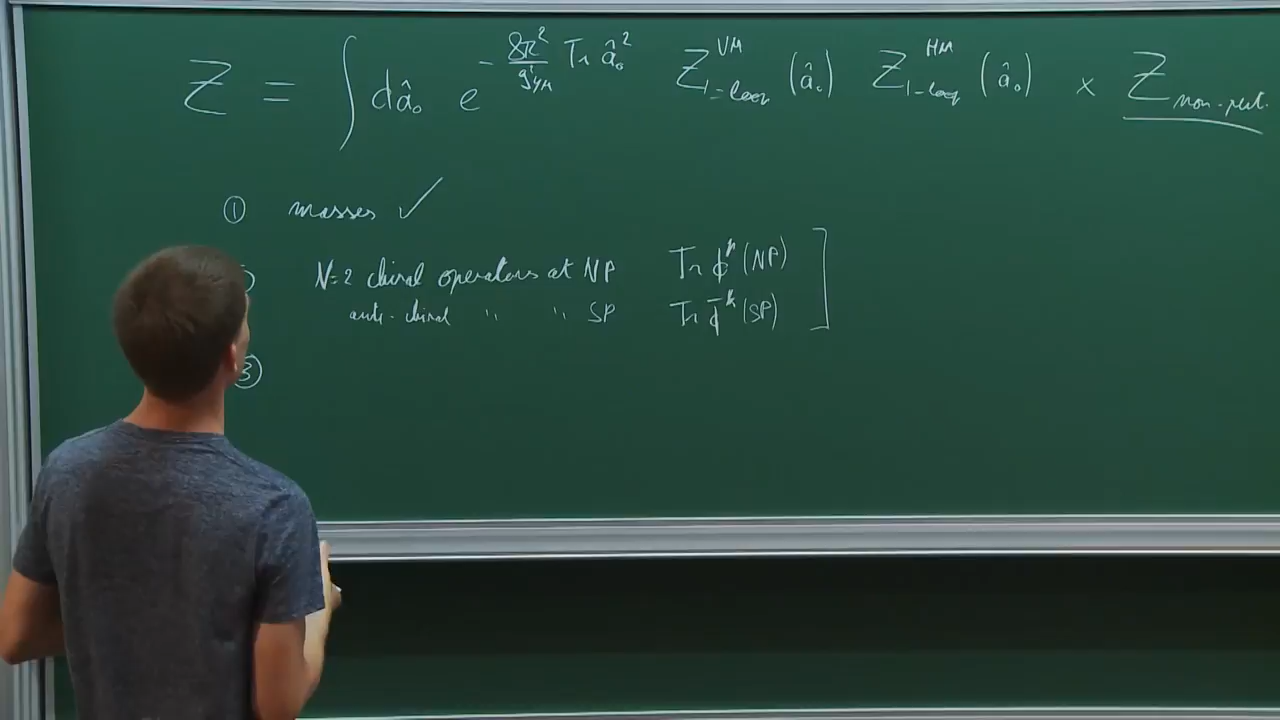 Z = ∫ dâ₀ e^{-\frac{8π²}{g²_{YM}} Tr â₀²} Z^{VM}_{1-loop} (â₀) Z^{HM}_{1-loop} (â₀) × Z_{non-pert.}
① masses ✓
N=2 chiral operators at NP Tr ϕ^k (NP)
anti-chiral " " SP Tr ϕ̄^k (SP)
③